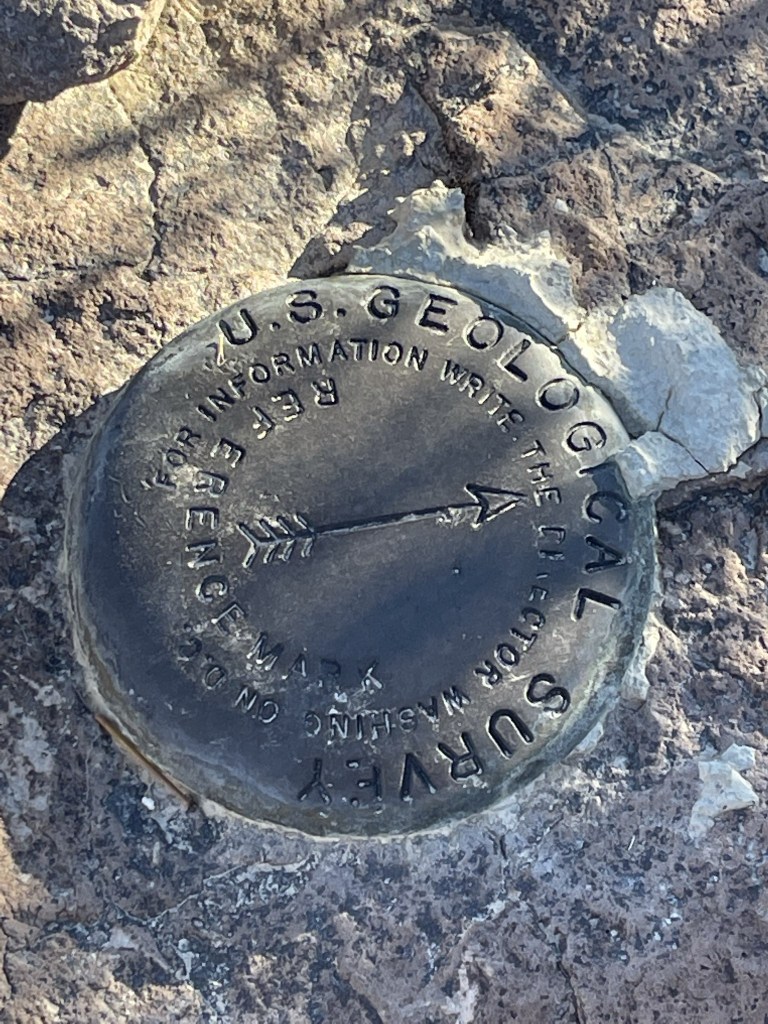 U.S. GEOLOGICAL SURVEY
FOR INFORMATION WRITE THE DIRECTOR WASHINGTON D.C.
REFERENCE MARK